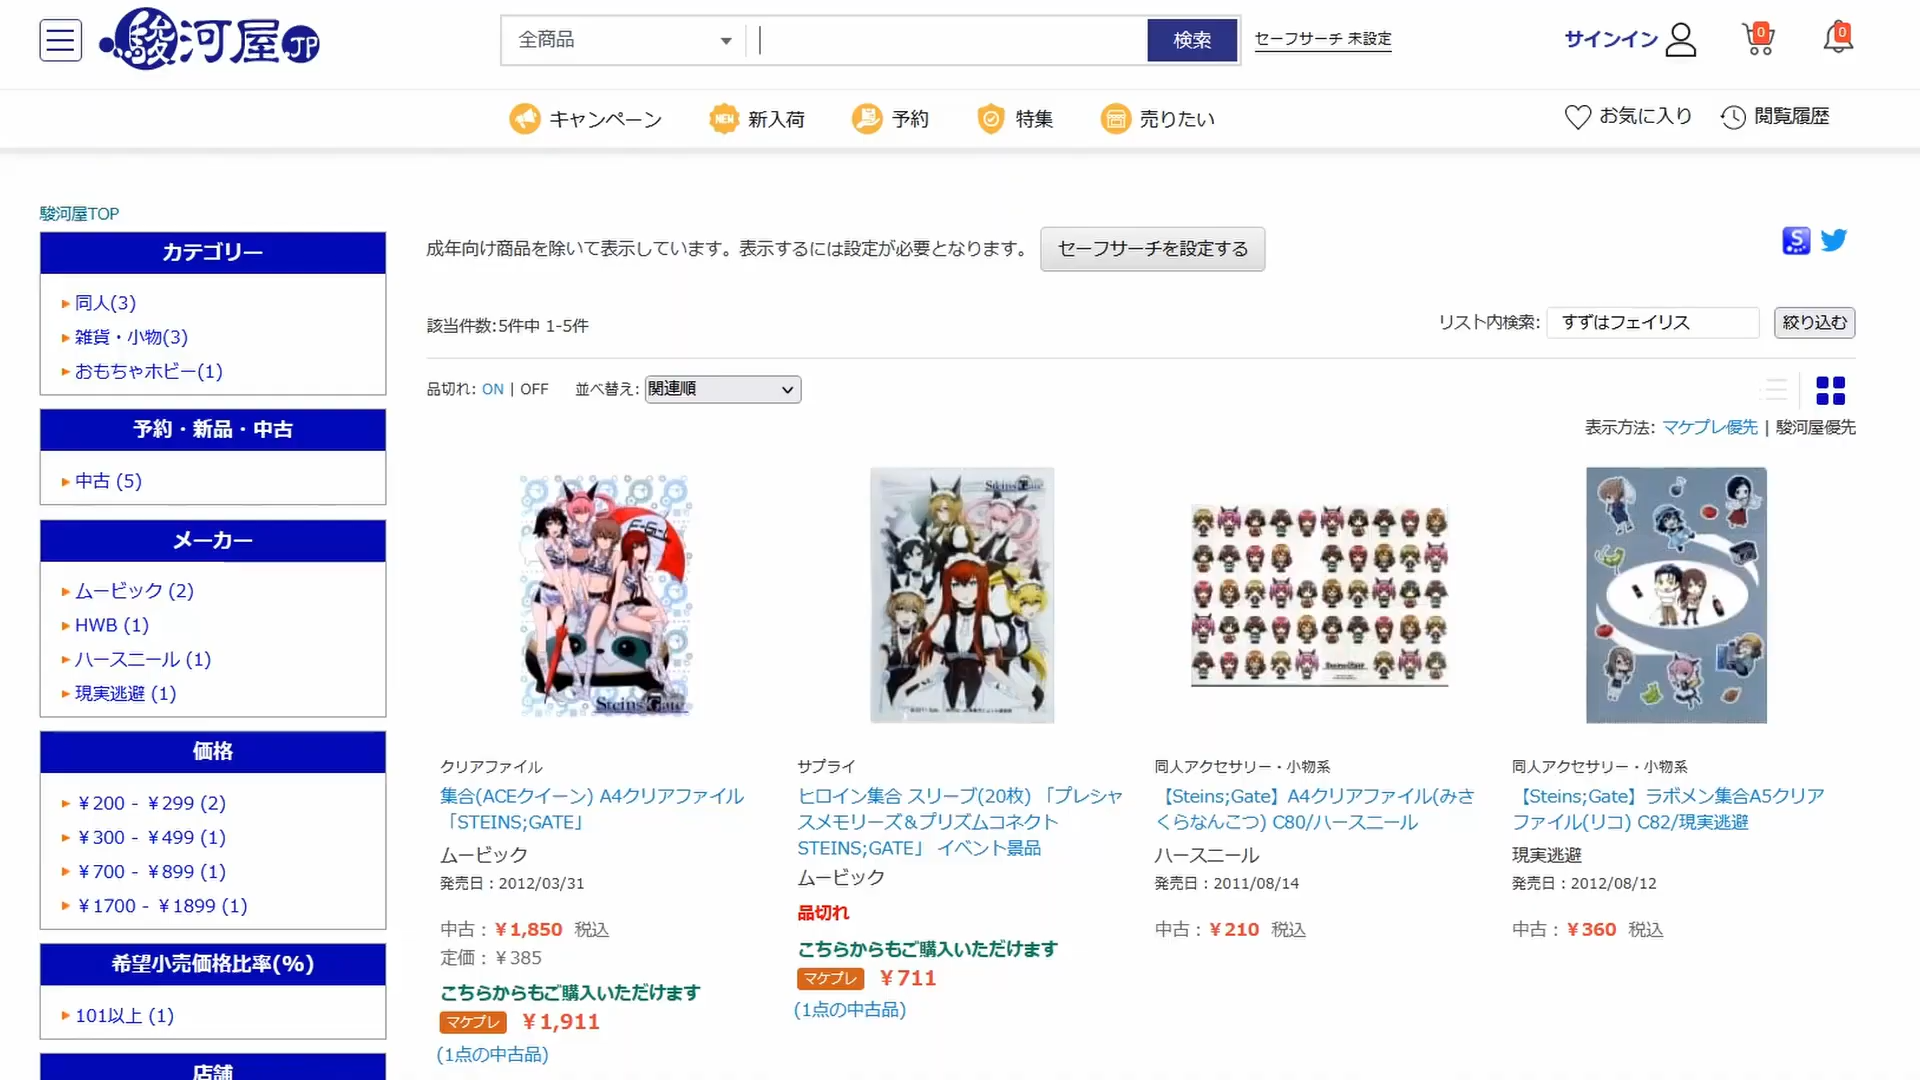 駿河屋.JP
全商品
検索
セーフサーチ 未設定
サインイン
0
0
キャンペーン
NEW 新入荷
予約
特集
売りたい
お気に入り
閲覧履歴
駿河屋TOP
カテゴリー
同人(3)
雑貨・小物(3)
おもちゃホビー(1)
予約・新品・中古
中古 (5)
メーカー
ムービック (2)
HWB (1)
ハースニール (1)
現実逃避 (1)
価格
￥200 - ￥299 (2)
￥300 - ￥499 (1)
￥700 - ￥899 (1)
￥1700 - ￥1899 (1)
希望小売価格比率(%)
101以上 (1)
店舗
成年向け商品を除いて表示しています。表示するには設定が必要となります。
セーフサーチを設定する
S
該当件数:5件中 1-5件
リスト内検索: すずはフェイリス 絞り込む
品切れ: ON | OFF 並べ替え: 関連順
表示方法: マケプレ優先 | 駿河屋優先
F-G-L
Steins;Gate
クリアファイル
集合(ACEクイーン) A4クリアファイル
「STEINS;GATE」
ムービック
発売日：2012/03/31
中古：￥1,850 税込
定価：￥385
こちらからもご購入いただけます
マケプレ ￥1,911
(1点の中古品)
Steins;Gate
サプライ
ヒロイン集合 スリーブ(20枚) 「プレシャ
スメモリーズ＆プリズムコネクト
STEINS;GATE」 イベント景品
ムービック
品切れ
こちらからもご購入いただけます
マケプレ ￥711
(1点の中古品)
Steins;Gate
同人アクセサリー・小物系
【Steins;Gate】A4クリアファイル(みさ
くらなんこつ) C80/ハースニール
ハースニール
発売日：2011/08/14
中古：￥210 税込
同人アクセサリー・小物系
【Steins;Gate】ラボメン集合A5クリア
ファイル(リコ) C82/現実逃避
現実逃避
発売日：2012/08/12
中古：￥360 税込